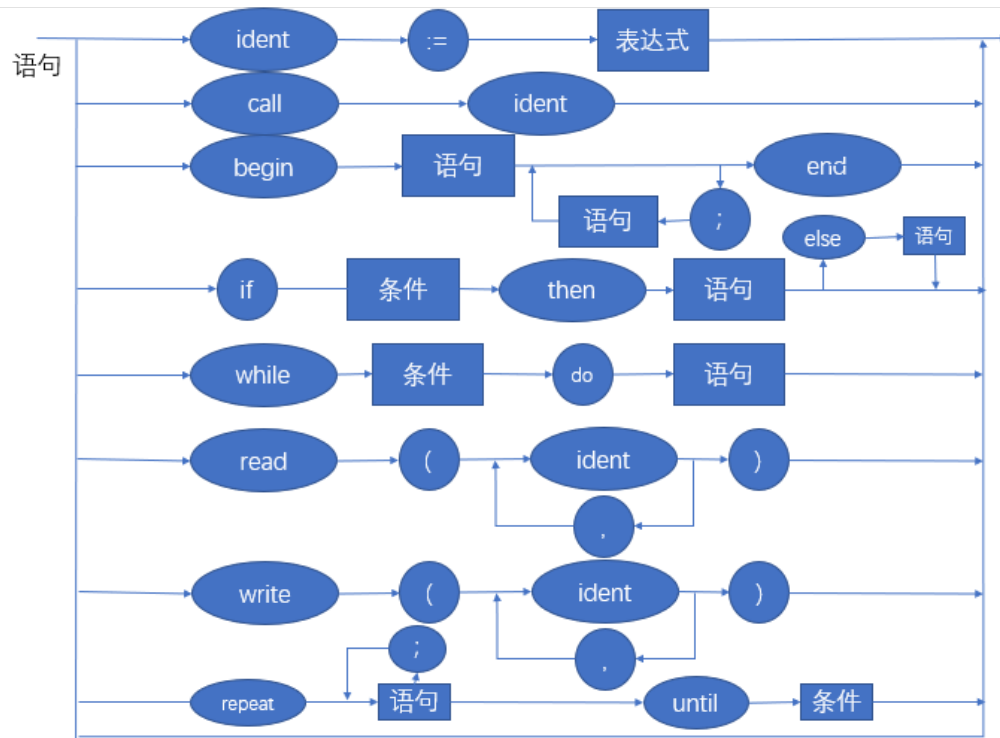 ident := 表达式
语句
call ident
begin 语句 end
语句 ;
else 语句
if 条件 then 语句
while 条件 do 语句
read ( ident )
,
write ( ident )
;
,
repeat 语句 until 条件